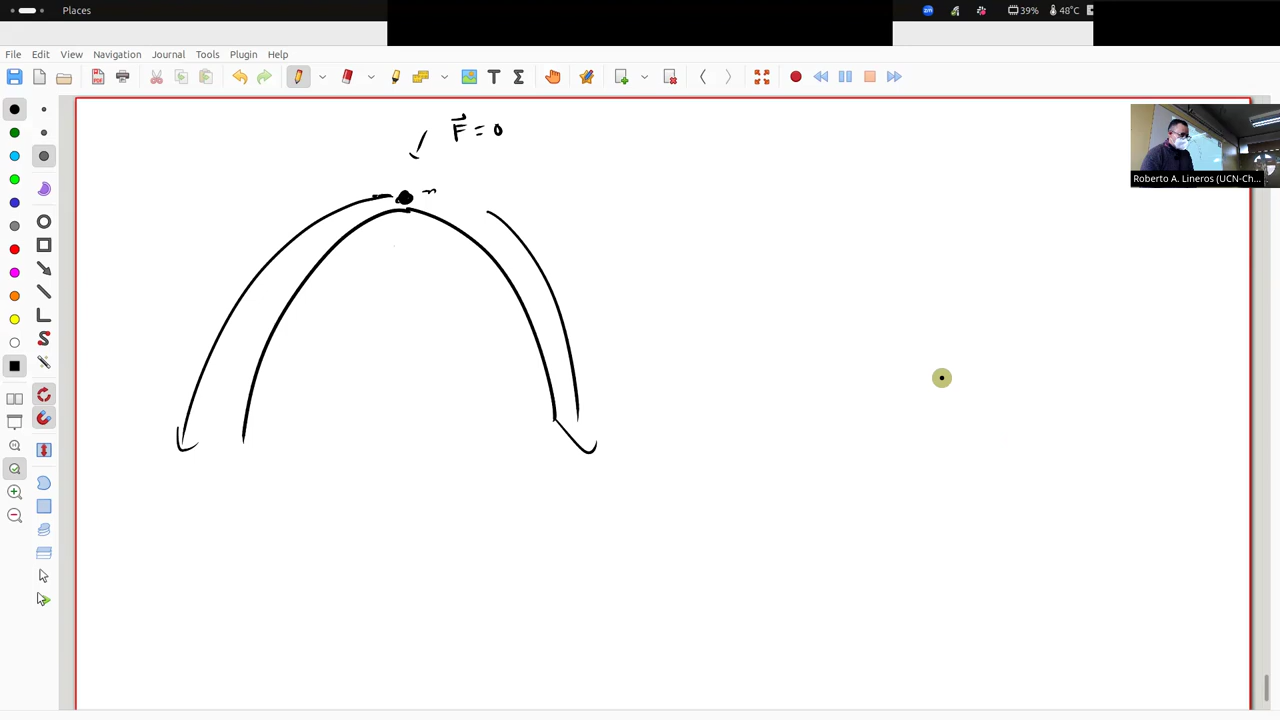 Places
39%
48°C
File Edit View Navigation Journal Tools Plugin Help
F⃗ = 0
Roberto A. Lineros (UCN-Ch...